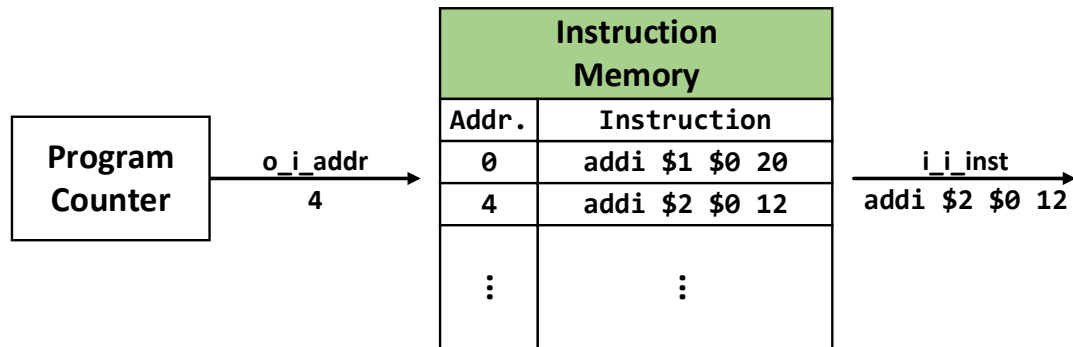 Instruction
Memory
Addr. Instruction
0 addi $1 $0 20
4 addi $2 $0 12
⋮ ⋮
Program
Counter
o_i_addr
4
i_i_inst
addi $2 $0 12